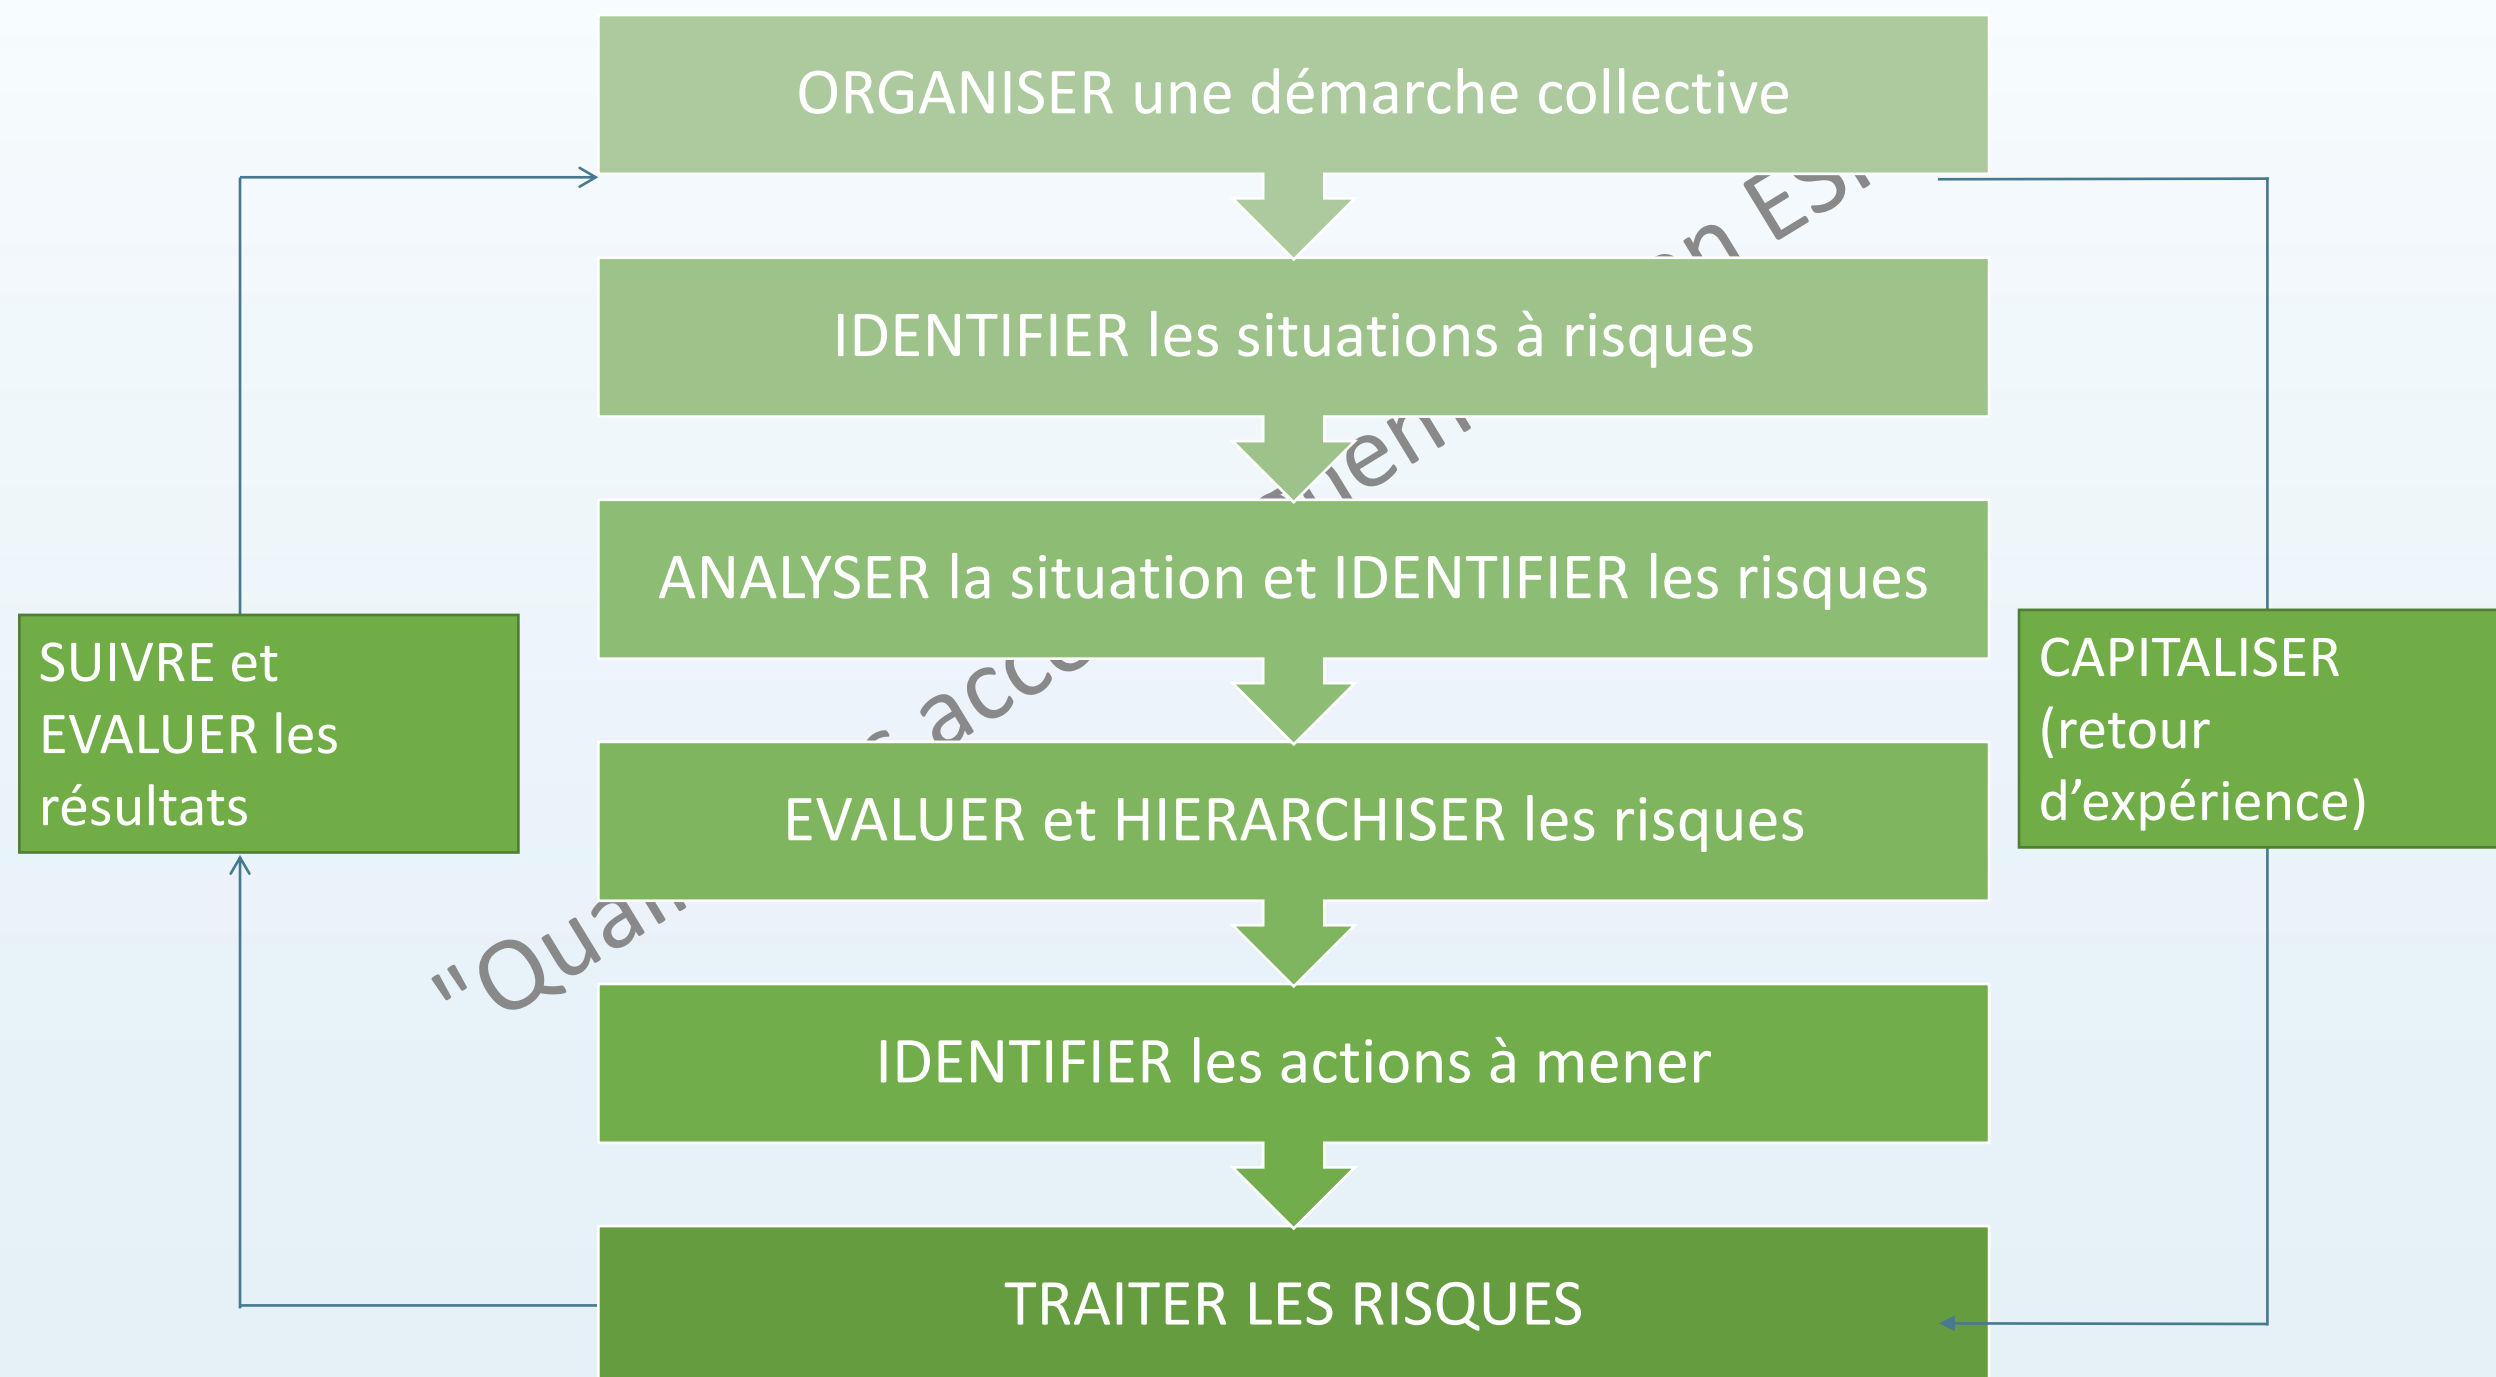 ORGANISER une démarche collective
IDENTIFIER les situations à risques
ANALYSER la situation et IDENTIFIER les risques
SUIVRE et
EVALUER les
résultats
CAPITALISER
(retour
d'expérience)
EVALUER et HIERARCHISER les risques
IDENTIFIER les actions à mener
TRAITER LES RISQUES